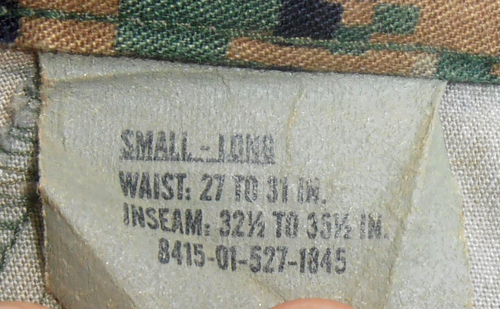 SMALL - LONG
WAIST: 27 TO 31 IN.
INSEAM: 32½ TO 35½ IN.
8415-01-527-1845